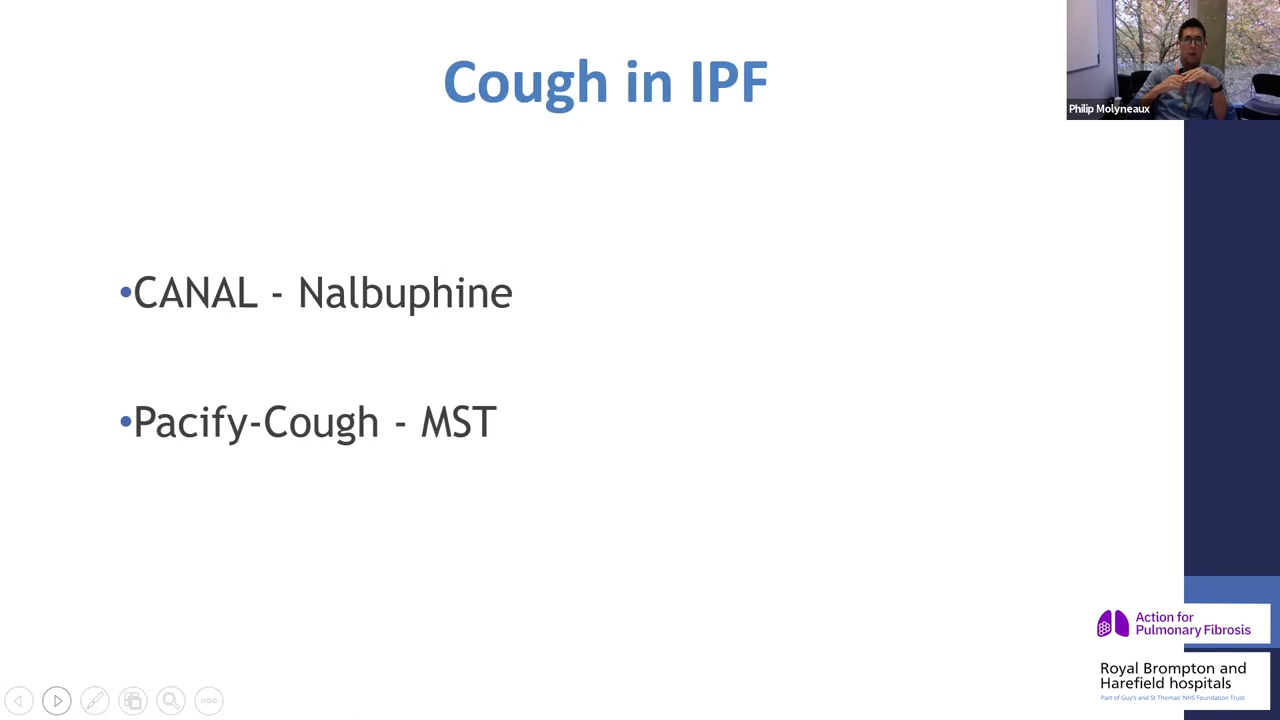 Cough in IPF
Philip Molyneaux
•CANAL - Nalbuphine
•Pacify-Cough - MST
Action for
Pulmonary Fibrosis
Royal Brompton and
Harefield hospitals
Part of Guy's and St Thomas' NHS Foundation Trust